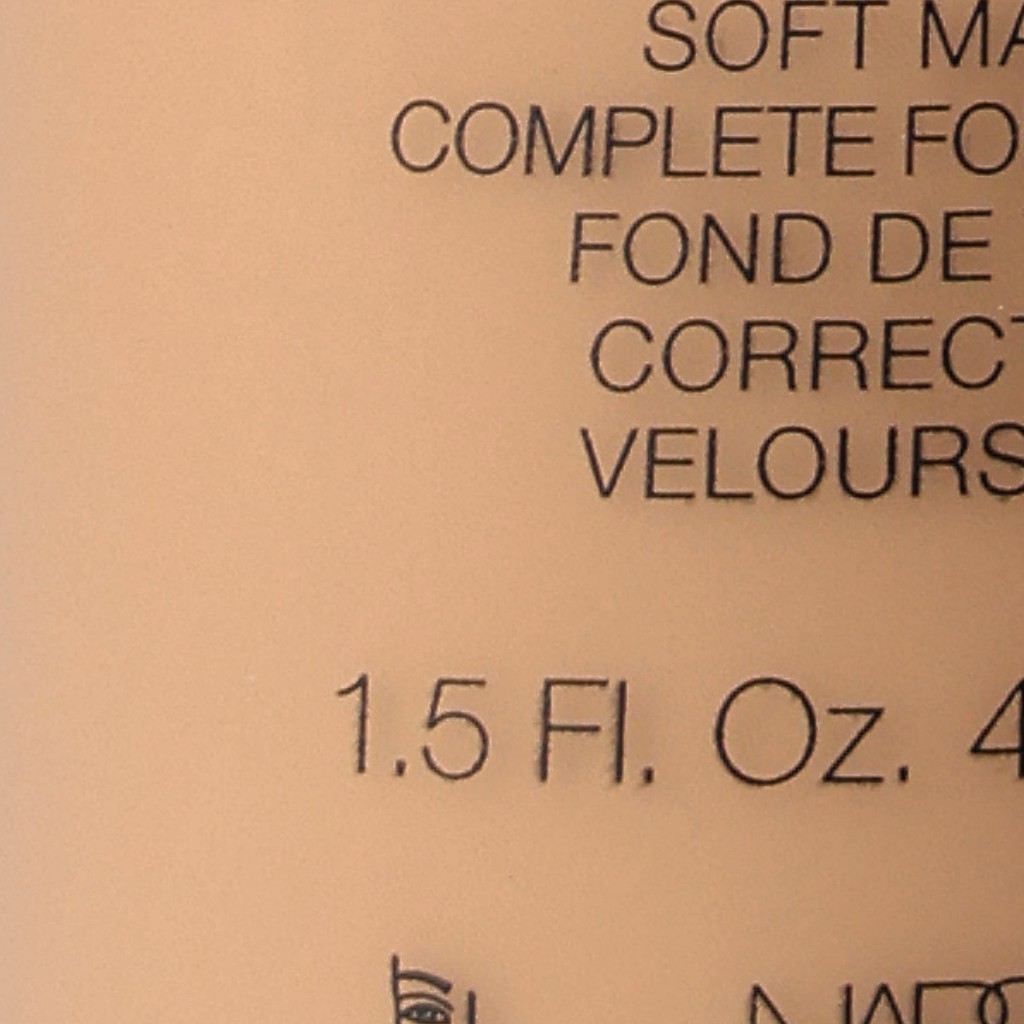 SOFT MA
COMPLETE FO
FOND DE
CORRECT
VELOURS
1.5 Fl. Oz. 4